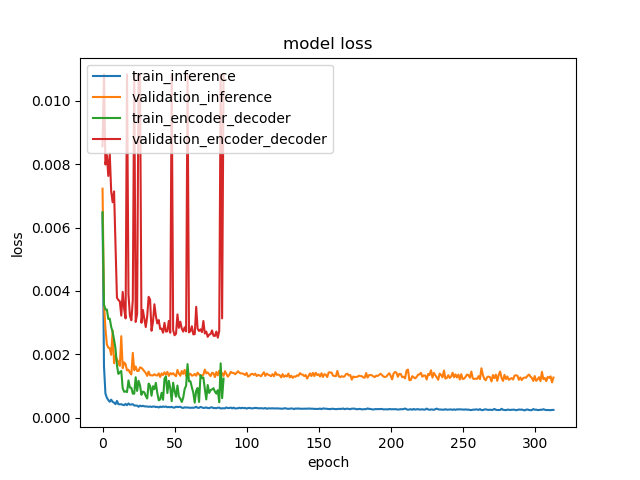 model loss
train_inference
validation_inference
train_encoder_decoder
validation_encoder_decoder
0.010
0.008
0.006
0.004
0.002
0.000
loss
0 50 100 150 200 250 300
epoch